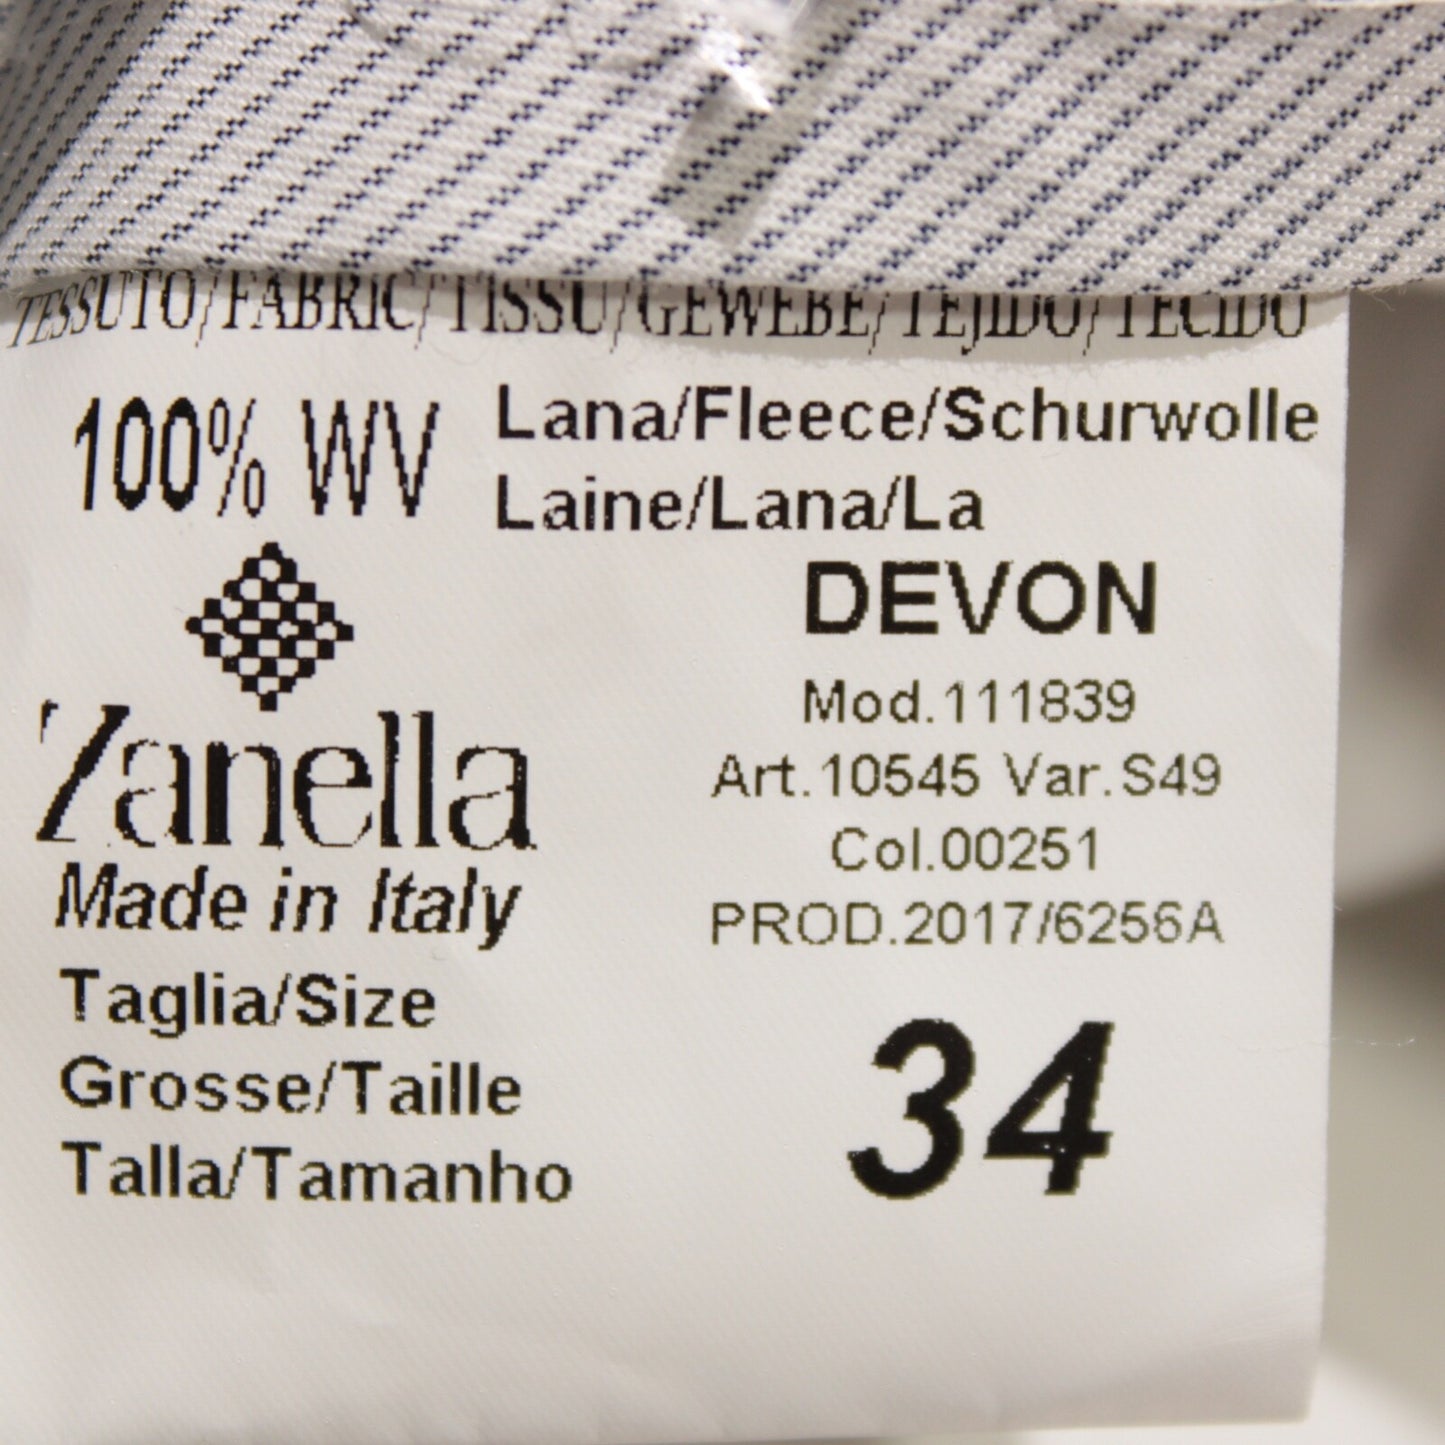 TESSUTO/FABRIC/TISSU/GEWEBE/TEJIDO/TECIDO
100% WV
Lana/Fleece/Schurwolle
Laine/Lana/La
DEVON
Mod.111839
Art.10545 Var.S49
Col.00251
PROD.2017/6256A
Zanella
Made in Italy
Taglia/Size
Grosse/Taille
Talla/Tamanho
34